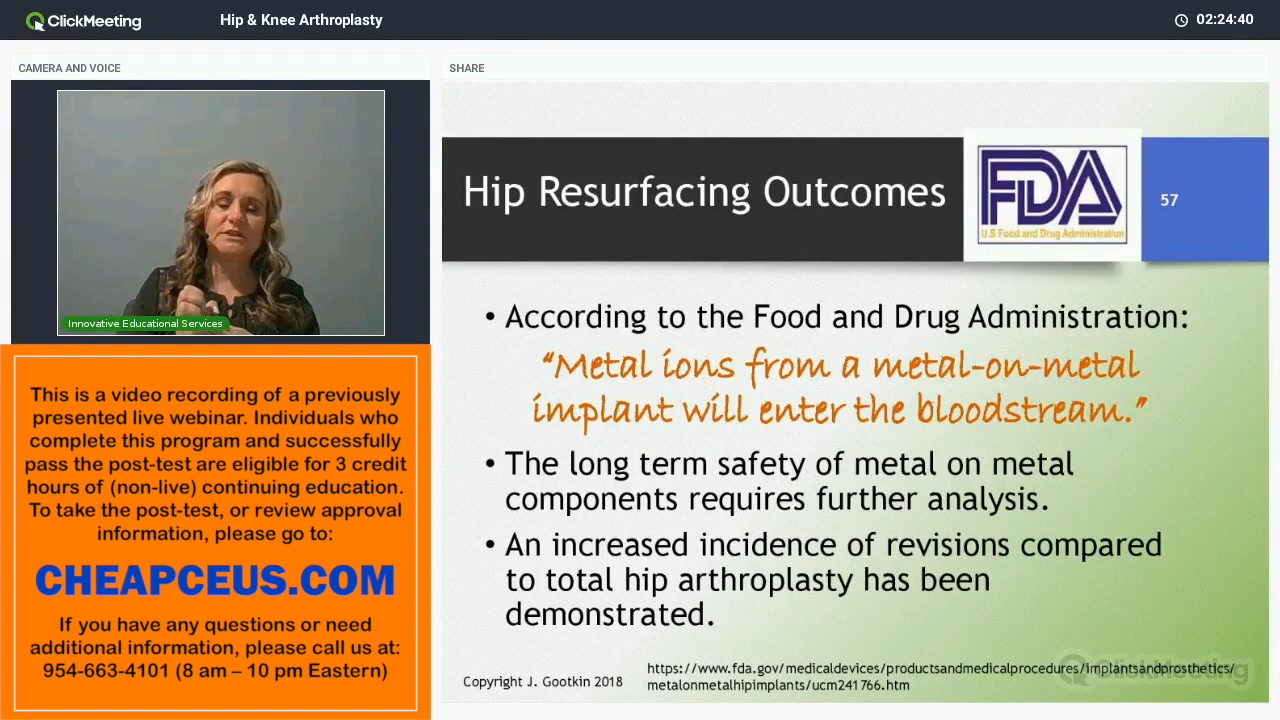 ClickMeeting
Hip & Knee Arthroplasty
02:24:40
CAMERA AND VOICE
Innovative Educational Services
This is a video recording of a previously
presented live webinar. Individuals who
complete this program and successfully
pass the post-test are eligible for 3 credit
hours of (non-live) continuing education.
To take the post-test, or review approval
information, please go to:
CHEAPCEUS.COM
If you have any questions or need
additional information, please call us at:
954-663-4101 (8 am – 10 pm Eastern)
SHARE
Hip Resurfacing Outcomes
FDA
U.S Food and Drug Administration
57
• According to the Food and Drug Administration:
“Metal ions from a metal-on-metal
implant will enter the bloodstream.”
• The long term safety of metal on metal
components requires further analysis.
• An increased incidence of revisions compared
to total hip arthroplasty has been
demonstrated.
Copyright J. Gootkin 2018
https://www.fda.gov/medicaldevices/productsandmedicalprocedures/implantsandprosthetics/
metalonmetalhipimplants/ucm241766.htm
ClickMeeting